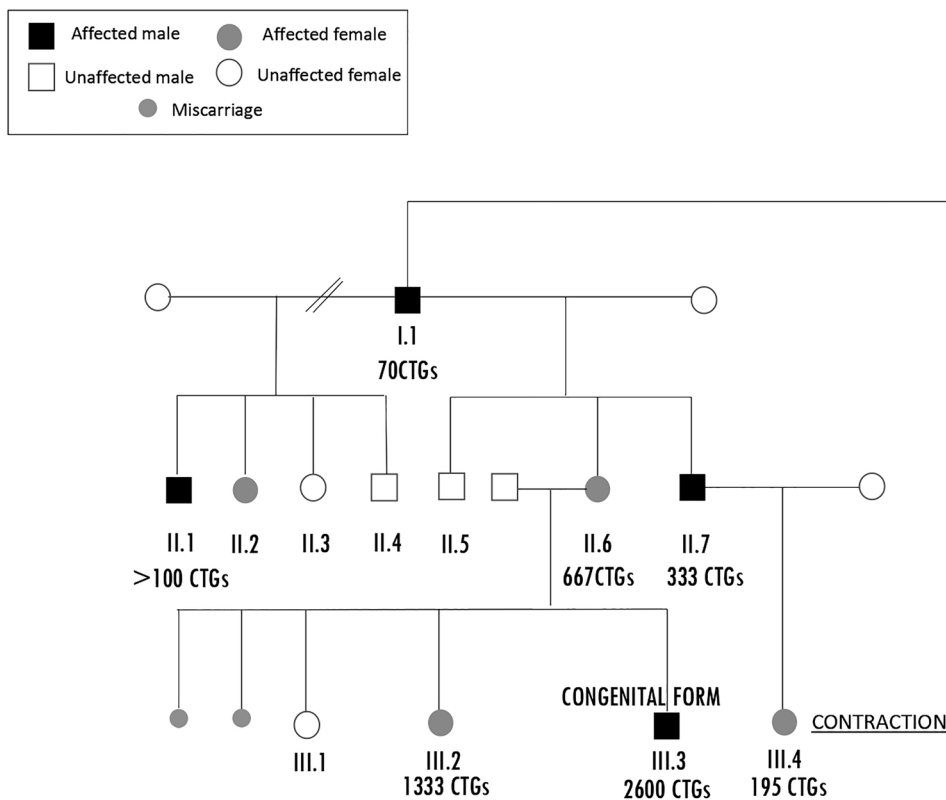 Affected male Affected female
Unaffected male Unaffected female
Miscarriage
I.1
70CTGs
II.1 II.2 II.3 II.4 II.5 II.6 II.7
>100 CTGs 667CTGs 333 CTGs
CONGENITAL FORM
CONTRACTION
III.1 III.2 III.3 III.4
1333 CTGs 2600 CTGs 195 CTGs